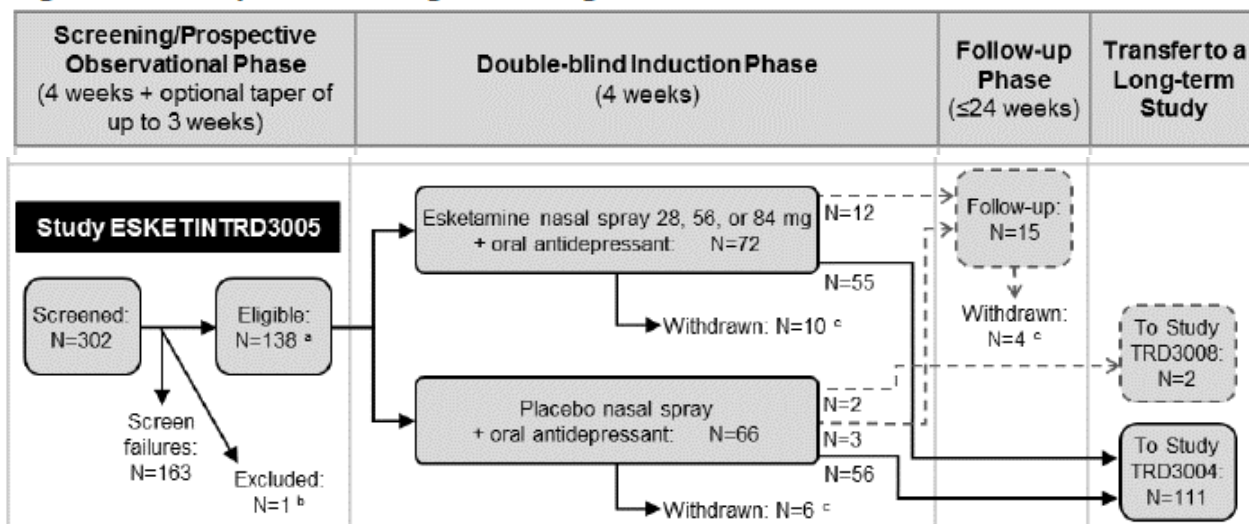 Screening/Prospective
Observational Phase
(4 weeks + optional taper of
up to 3 weeks)
Double-blind Induction Phase
(4 weeks)
Follow-up
Phase
(≤24 weeks)
Transfer to a
Long-term
Study
Study ESKETINTRD3005
Screened:
N=302
Eligible:
N=138 a
Screen
failures:
N=163
Excluded:
N=1 b
Esketamine nasal spray 28, 56, or 84 mg
+ oral antidepressant: N=72
N=12
N=55
Withdrawn: N=10 c
Placebo nasal spray
+ oral antidepressant: N=66
N=2
N=3
N=56
Withdrawn: N=6 c
Follow-up:
N=15
Withdrawn:
N=4 c
To Study
TRD3008:
N=2
To Study
TRD3004:
N=111